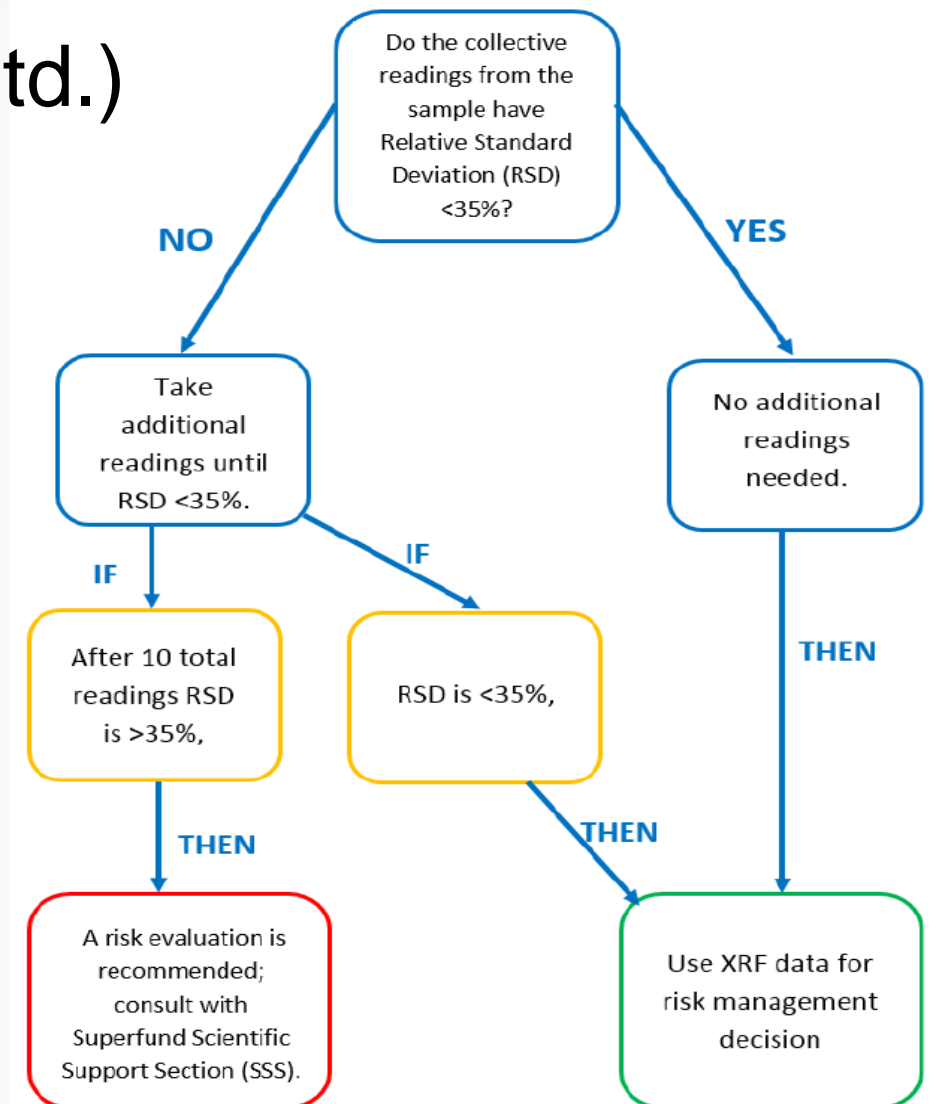 td.)
Do the collective
readings from the
sample have
Relative Standard
Deviation (RSD)
<35%?
NO
YES
Take
additional
readings until
RSD <35%.
No additional
readings
needed.
IF
IF
After 10 total
readings RSD
is >35%,
RSD is <35%,
THEN
THEN
THEN
A risk evaluation is
recommended;
consult with
Superfund Scientific
Support Section (SSS).
Use XRF data for
risk management
decision